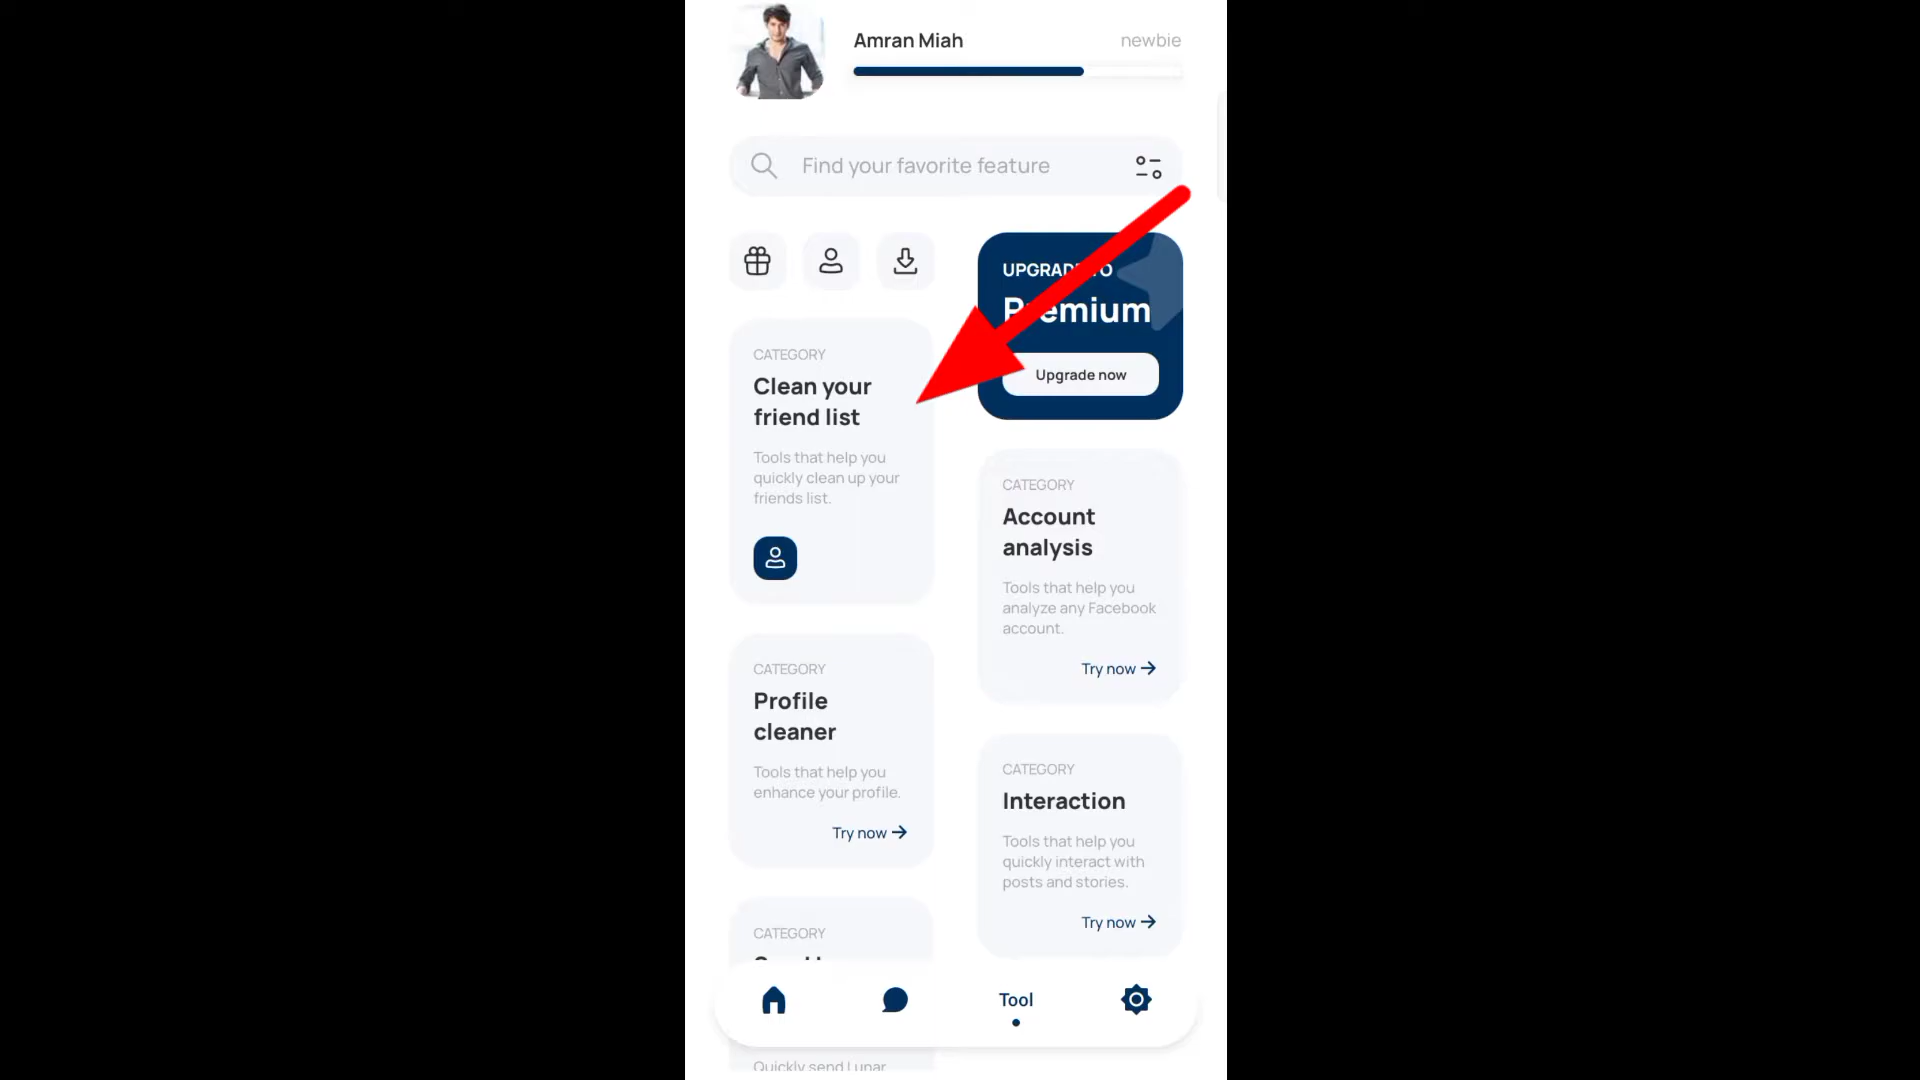 Amran Miah
newbie
Find your favorite feature
UPGRADE TO
Premium
Upgrade now
CATEGORY
Clean your
friend list
Tools that help you
quickly clean up your
friends list.
CATEGORY
Account
analysis
Tools that help you
analyze any Facebook
account.
Try now
CATEGORY
Profile
cleaner
Tools that help you
enhance your profile.
Try now
CATEGORY
Interaction
Tools that help you
quickly interact with
posts and stories.
Try now
CATEGORY
Tool
Quickly send Lunar